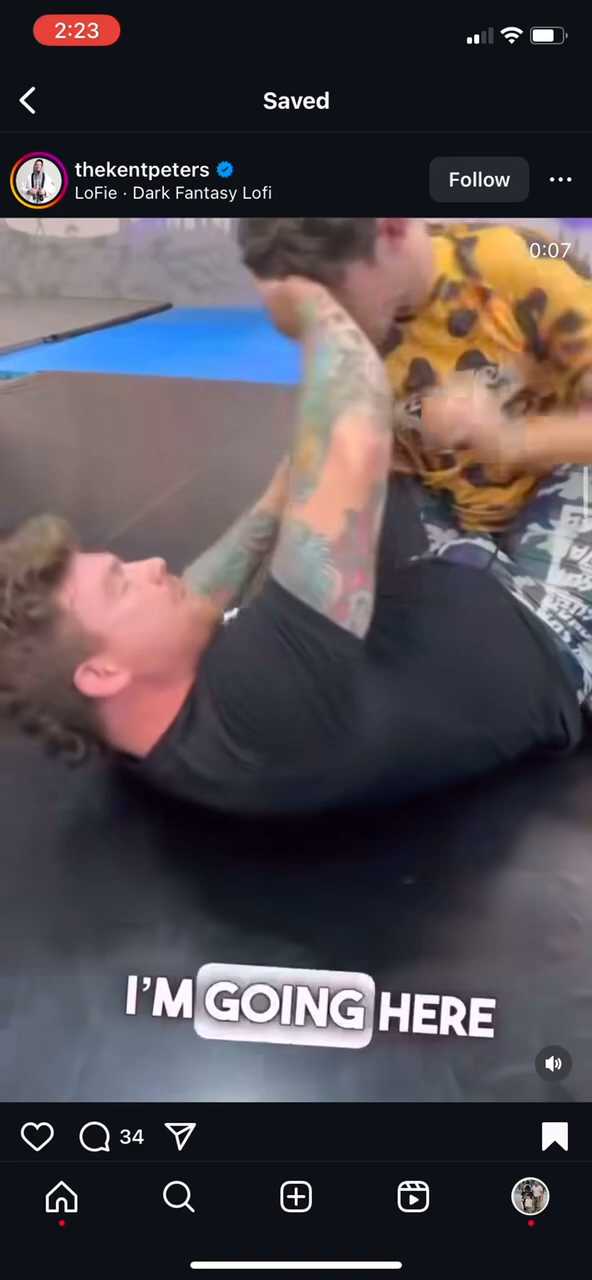 2:23
Saved
thekentpeters
LoFie · Dark Fantasy Lofi
Follow
0:07
I'M GOING HERE
34